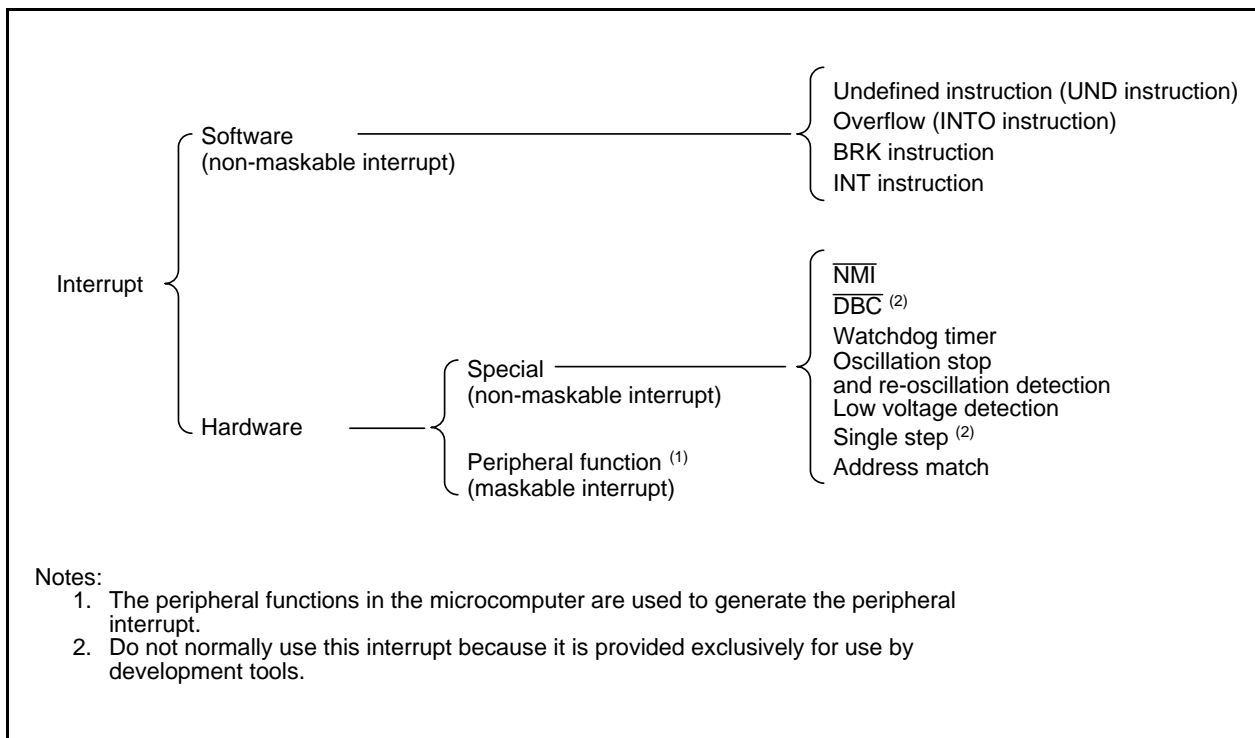 Undefined instruction (UND instruction)
Software
Overflow (INTO instruction)
(non-maskable interrupt)
BRK instruction
INT instruction
Interrupt
NMI
DBC (2)
Watchdog timer
Oscillation stop
and re-oscillation detection
Special
(non-maskable interrupt)
Low voltage detection
Hardware
Single step (2)
Peripheral function (1)
Address match
(maskable interrupt)
Notes:
1. The peripheral functions in the microcomputer are used to generate the peripheral
interrupt.
2. Do not normally use this interrupt because it is provided exclusively for use by
development tools.